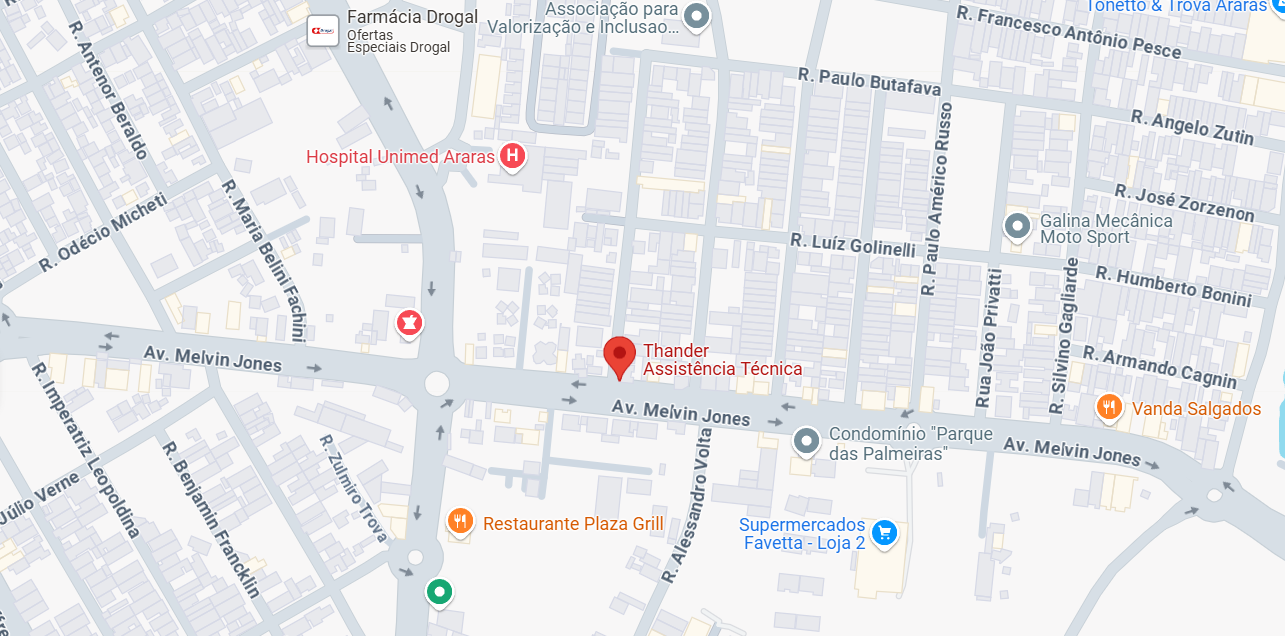 Farmácia Drogal
Ofertas
Especiais Drogal
Associação para
Valorização e Inclusao...
Tonetto & Trova Araras
R. Francesco Antônio Pesce
R. Antenor Beraldo
R. Paulo Butafava
R. Angelo Zutin
Hospital Unimed Araras
H
R. Paulo Américo Russo
R. José Zorzenon
R. Odécio Micheti
R. Maria Belini Fachini
Galina Mecânica
Moto Sport
R. Luíz Golinelli
R. Humberto Bonini
Rua João Privatti
R. Silvino Gagliarde
Av. Melvin Jones
Thander
Assistência Técnica
R. Armando Cagnin
Av. Melvin Jones
Vanda Salgados
R. Imperatriz Leopoldina
Condomínio "Parque
das Palmeiras"
Av. Melvin Jones
R. Zulmiro Trova
R. Benjamin Francklin
Júlio Verne
R. Alessandro Volta
Restaurante Plaza Grill
Supermercados
Favetta - Loja 2